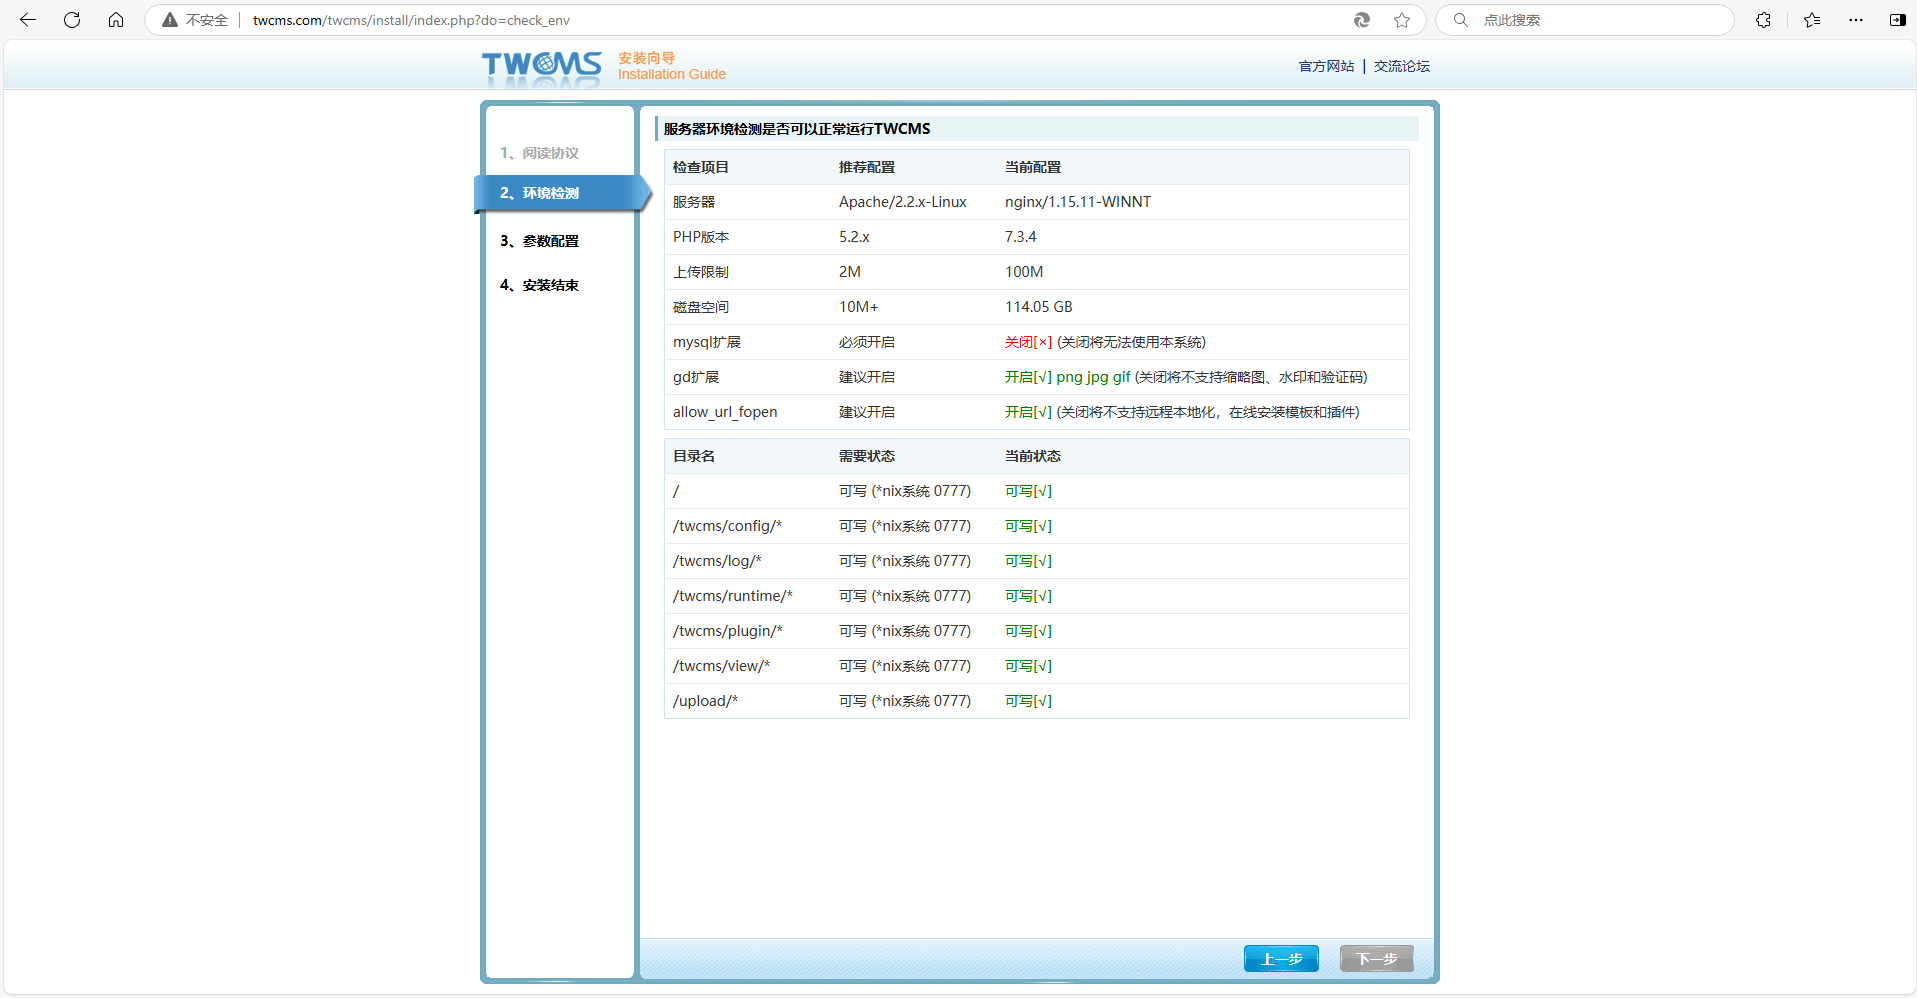 不安全 twcms.com/twcms/install/index.php?do=check_env 点此搜索
TWCMS 安装向导
Installation Guide
官方网站 | 交流论坛
1、阅读协议
2、环境检测
3、参数配置
4、安装结束
服务器环境检测是否可以正常运行TWCMS
检查项目 推荐配置 当前配置
服务器 Apache/2.2.x-Linux nginx/1.15.11-WINNT
PHP版本 5.2.x 7.3.4
上传限制 2M 100M
磁盘空间 10M+ 114.05 GB
mysql扩展 必须开启 关闭[×] (关闭将无法使用本系统)
gd扩展 建议开启 开启[√] png jpg gif (关闭将不支持缩略图、水印和验证码)
allow_url_fopen 建议开启 开启[√] (关闭将不支持远程本地化，在线安装模板和插件)
目录名 需要状态 当前状态
/ 可写 (*nix系统 0777) 可写[√]
/twcms/config/* 可写 (*nix系统 0777) 可写[√]
/twcms/log/* 可写 (*nix系统 0777) 可写[√]
/twcms/runtime/* 可写 (*nix系统 0777) 可写[√]
/twcms/plugin/* 可写 (*nix系统 0777) 可写[√]
/twcms/view/* 可写 (*nix系统 0777) 可写[√]
/upload/* 可写 (*nix系统 0777) 可写[√]
上一步 下一步